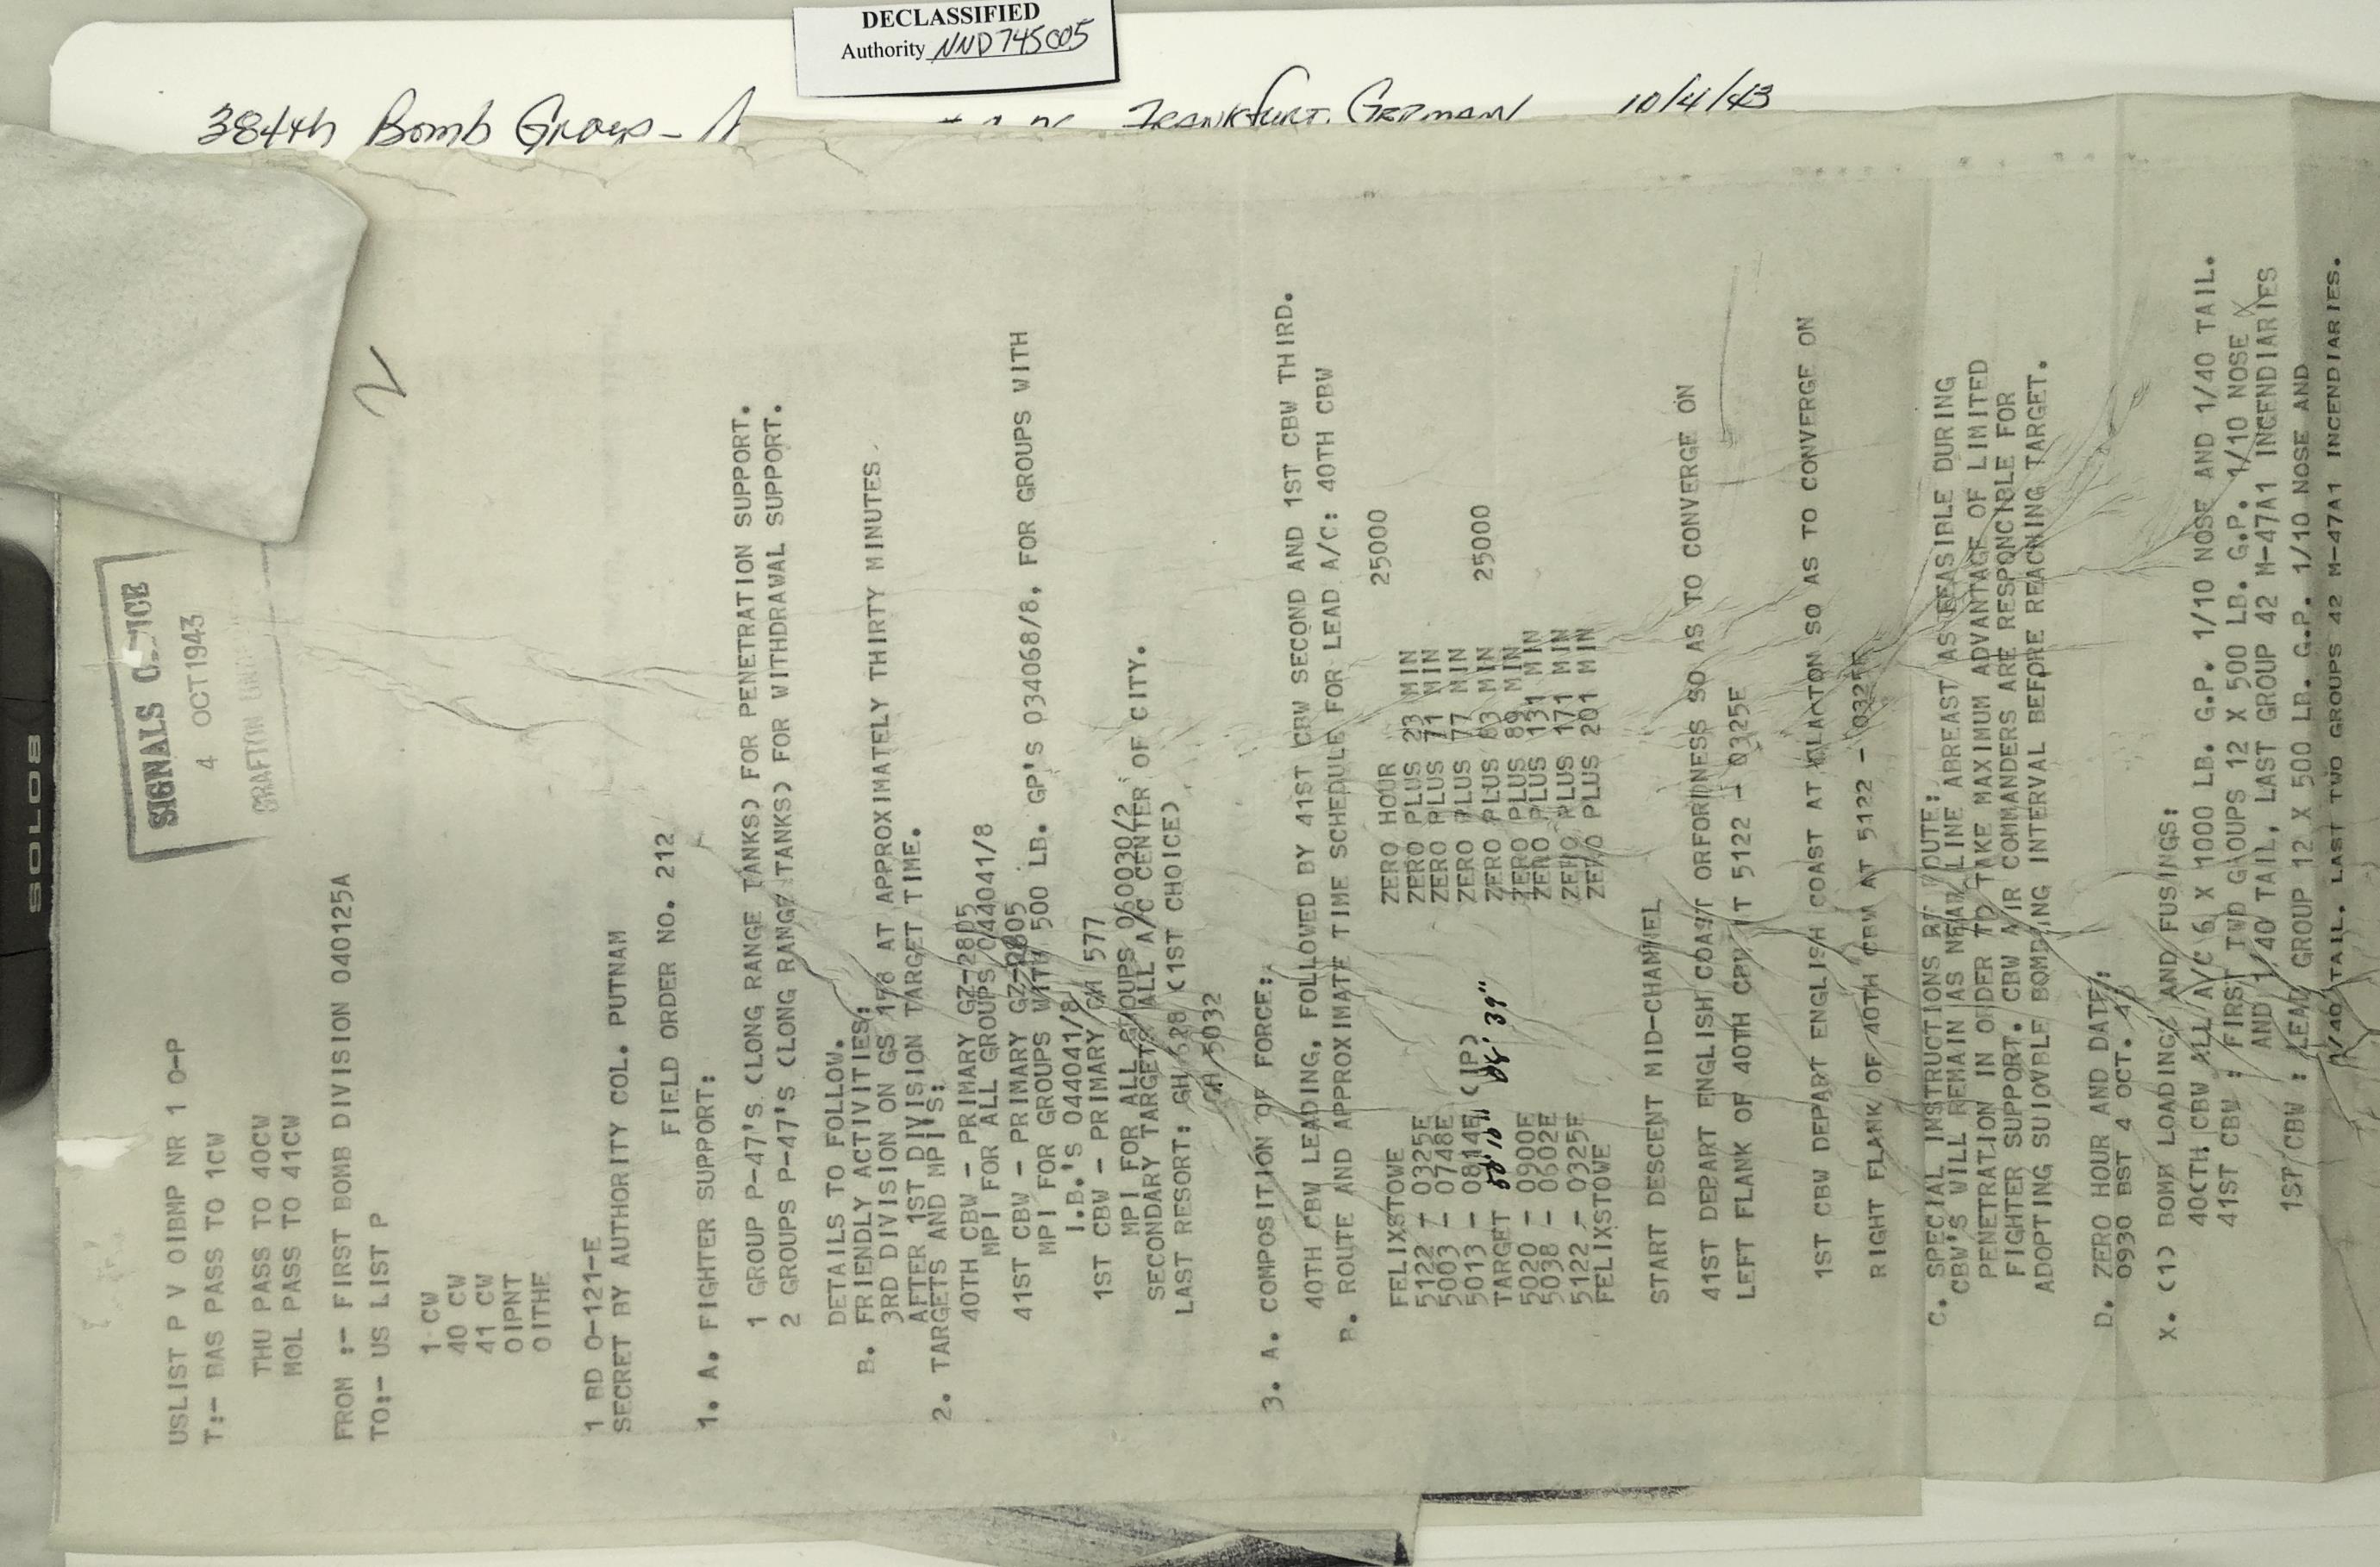 DECLASSIFIED
Authority NND 745005
384th Bomb Group - Frankfurt, Germany 10/4/43
SOLO8
SIGNALS
4 OCT 1943
GRAFTON
2
USLIST P V OIBMP NR 1 O-P
T:- BAS PASS TO 1CW
THU PASS TO 40CW
MOL PASS TO 41CW
FROM :- FIRST BOMB DIVISION 040125A
TO:- US LIST P
1 CW
40 CW
41 CW
OIPNT
OITHE
1 BD O-121-E
SECRET BY AUTHORITY COL. PUTNAM
FIELD ORDER NO. 212
1. A. FIGHTER SUPPORT:
1 GROUP P-47'S (LONG RANGE TANKS) FOR PENETRATION SUPPORT.
2 GROUPS P-47'S (LONG RANGE TANKS) FOR WITHDRAWAL SUPPORT.
DETAILS TO FOLLOW.
B. FRIENDLY ACTIVITIES:
3RD DIVISION ON GS AT APPROXIMATELY THIRTY MINUTES
AFTER 1ST DIVISION TARGET TIME.
2. TARGETS AND MPI'S:
40TH CBW - PRIMARY GZ-2805
MPI FOR ALL GROUPS 044041/8
41ST CBW - PRIMARY GZ-2805
MPI FOR GROUPS WITH 500 LB. GP'S 034068/8, FOR GROUPS WITH
I.B.'S 044041/8
1ST CBW - PRIMARY GH 577
MPI FOR ALL GROUPS 060030/2
SECONDARY TARGETS ALL A/C CENTER OF CITY.
LAST RESORT: GH 628 (1ST CHOICE)
GH 5032
3. A. COMPOSITION OF FORCE:
40TH CBW LEADING, FOLLOWED BY 41ST CBW SECOND AND 1ST CBW THIRD.
B. ROUTE AND APPROXIMATE TIME SCHEDULE FOR LEAD A/C: 40TH CBW
FELIXSTOWE ZERO HOUR 25000
5122 - 0325E ZERO PLUS 23 MIN
5003 - 0748E ZERO PLUS 71 MIN
5013 - 0814E (IP) ZERO PLUS 77 MIN
TARGET 50° 10" 08° 39" ZERO PLUS 83 MIN 25000
5020 - 0900E ZERO PLUS 89 MIN
5038 - 0602E ZERO PLUS 131 MIN
5122 - 0325E ZERO PLUS 171 MIN
FELIXSTOWE ZERO PLUS 201 MIN
START DESCENT MID-CHANNEL
41ST DEPART ENGLISH COAST ORFORDNESS SO AS TO CONVERGE ON
LEFT FLANK OF 40TH CBW AT 5122 - 0325E
1ST CBW DEPART ENGLISH COAST AT CLACTON SO AS TO CONVERGE ON
RIGHT FLANK OF 40TH CBW AT 5122 - 0325E
C. SPECIAL INSTRUCTIONS RE ROUTE:
CBW'S WILL REMAIN AS NEAR LINE ABREAST AS FEASIBLE DURING
PENETRATION IN ORDER TO TAKE MAXIMUM ADVANTAGE OF LIMITED
FIGHTER SUPPORT. CBW AIR COMMANDERS ARE RESPONCIBLE FOR
ADOPTING SUIOVBLE BOMBING INTERVAL BEFORE REACHING TARGET.
D. ZERO HOUR AND DATE:
0930 BST 4 OCT. 43
X. (1) BOMB LOADING AND FUSINGS:
40(TH CBW ALL A/C 6 X 1000 LB. G.P. 1/10 NOSE AND 1/40 TAIL.
41ST CBW : FIRST TWO GROUPS 12 X 500 LB. G.P. 1/10 NOSE X
AND 1/40 TAIL, LAST GROUP 42 M-47A1 INCENDIARIES
1ST CBW : LEAD GROUP 12 X 500 LB. G.P. 1/10 NOSE AND
1/40 TAIL. LAST TWO GROUPS 42 M-47A1 INCENDIARIES.